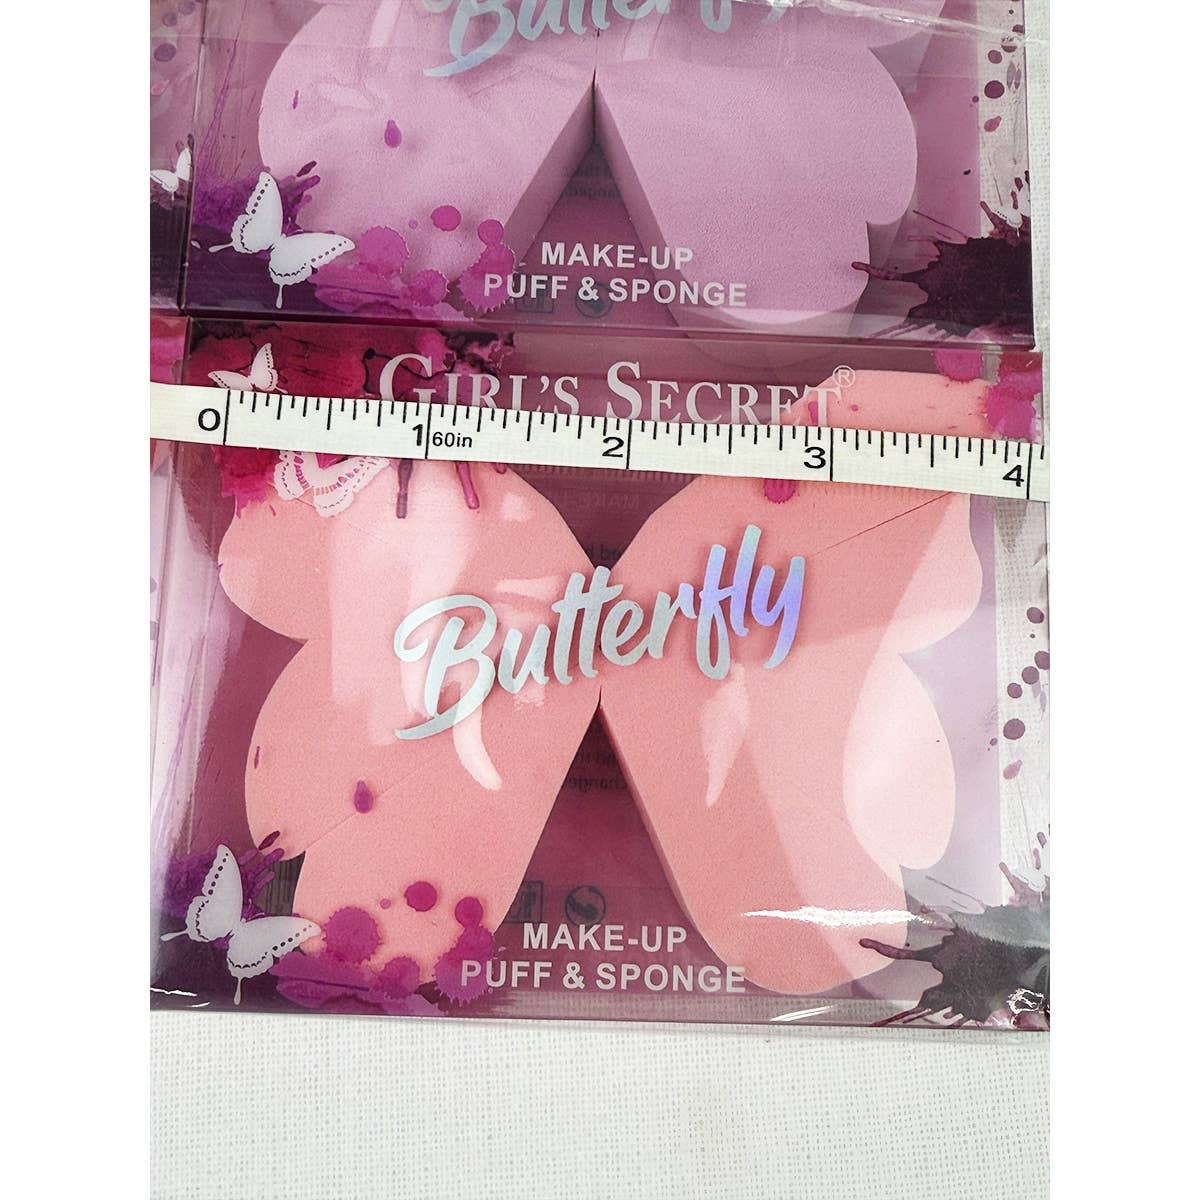 Butterfly
MAKE-UP
PUFF & SPONGE
GIRL'S SECRET®
0 1 60in 2 3 4
Butterfly
MAKE-UP
PUFF & SPONGE